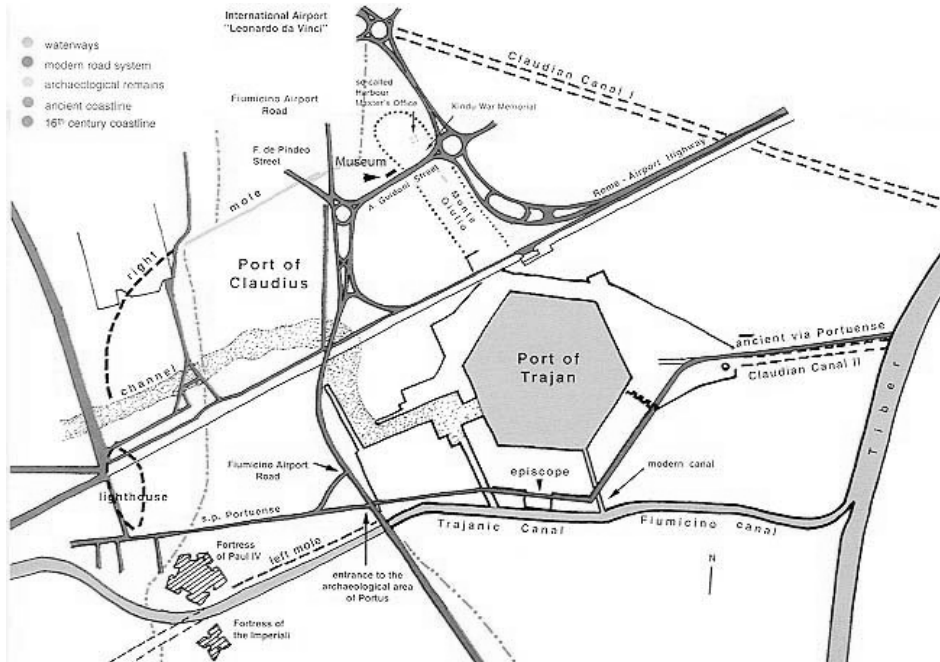 International Airport
"Leonardo da Vinci"
waterways
modern road system
archaeological remains
ancient coastline
16th century coastline
Claudian Canal I
so-called
Harbour
Master's Office
Kindu War Memorial
Fiumicino Airport
Road
F. de Pindeo
Street
Museum
A. Guidoni Street
Rome - Airport Highway
Monte
Giulio
mole
right
Port of
Claudius
Port of
Trajan
ancient via Portuense
Claudian Canal II
channel
Tiber
Fiumicino Airport
Road
episcope
modern canal
lighthouse
s.p. Portuense
Trajanic Canal
Fiumicino canal
Fortress
of Paul IV
left mole
entrance to the
archaeological area
of Portus
N
Fortress of
the Imperiali